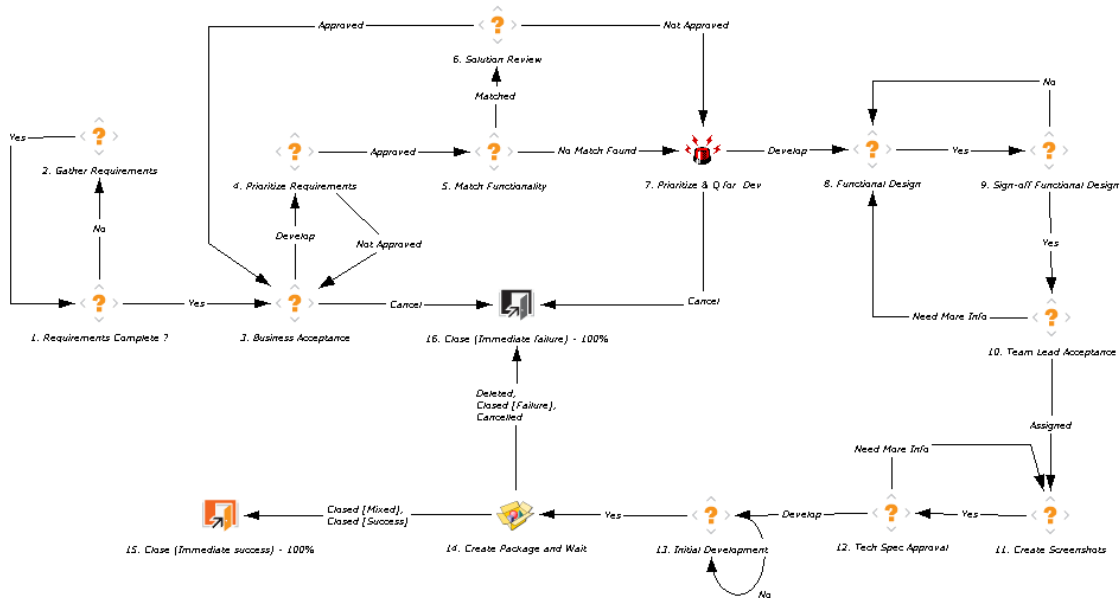 Approved
Not Approved
6. Solution Review
Matched
No
Yes
2. Gather Requirements
Approved
No Match Found
Develop
Yes
4. Prioritize Requirements
5. Match Functionality
7. Prioritize & Q for Dev
8. Functional Design
9. Sign-off Functional Design
No
Develop
Not Approved
Yes
Yes
Cancel
Cancel
Need More Info
1. Requirements Complete ?
3. Business Acceptance
16. Close (Immediate failure) - 100%
10. Team Lead Acceptance
Deleted,
Closed [Failure],
Cancelled
Assigned
Need More Info
Closed [Mixed],
Closed [Success]
Yes
Develop
Yes
15. Close (Immediate success) - 100%
14. Create Package and Wait
13. Initial Development
12. Tech Spec Approval
11. Create Screenshots
No